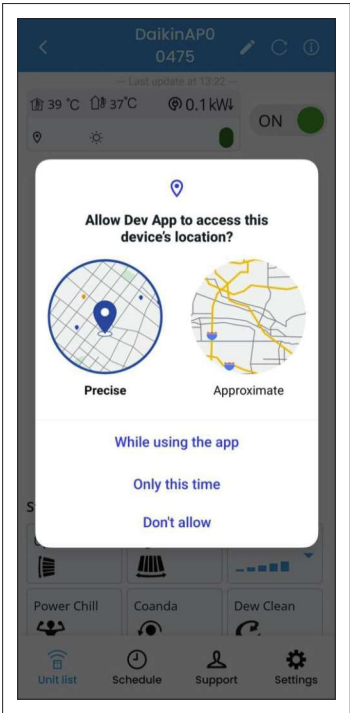 DaikinAP0
0475
-- Last update at 13:22 --
39 °C 37°C 0.1 kW
ON
Allow Dev App to access this
device's location?
Precise Approximate
While using the app
Only this time
Don't allow
S
Power Chill Coanda Dew Clean
Unit list Schedule Support Settings